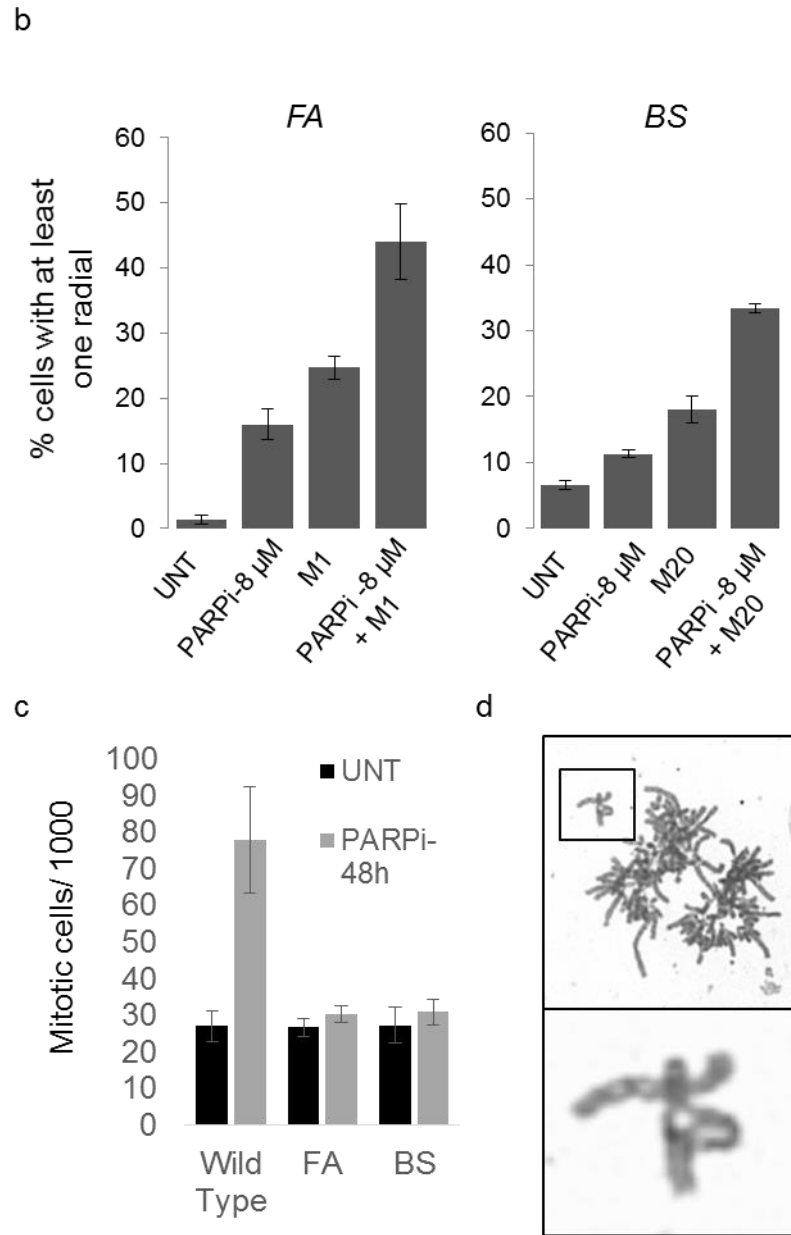 b
FA
% cells with at least
one radial
60
50
40
30
20
10
0
UNT
PARPi-8 µM
M1
PARPi-8 µM
+ M1
BS
60
50
40
30
20
10
0
UNT
PARPi-8 µM
M20
PARPi -8 µM
+ M20
c
Mitotic cells/ 1000
100
90
80
70
60
50
40
30
20
10
0
UNT
PARPi-
48h
Wild
Type
FA
BS
d